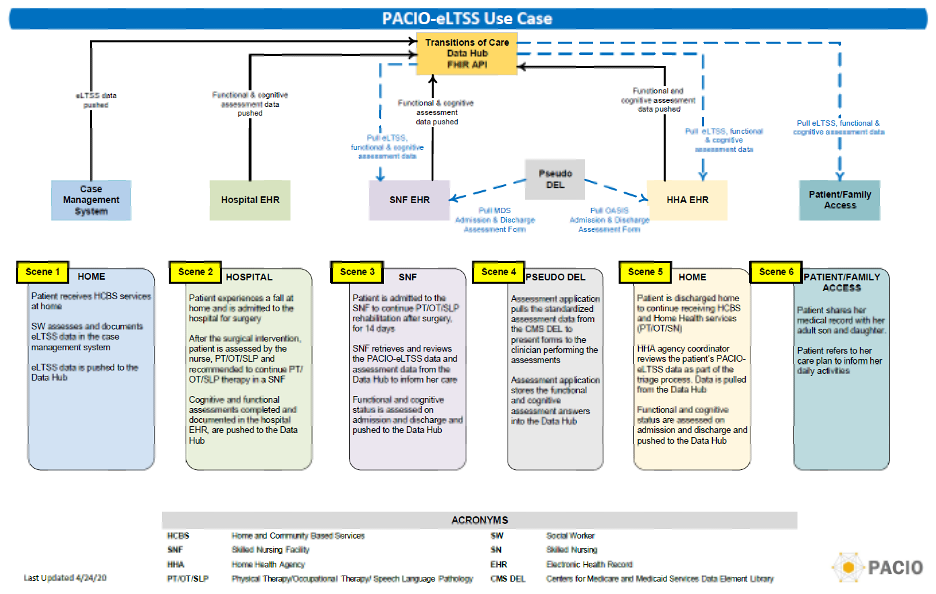 PACIO-eLTSS Use Case
Transitions of Care
Data Hub
FHIR API
eLTSS data
pushed
Functional & cognitive
assessment data
pushed
Functional & cognitive
assessment
data pushed
Functional and
cognitive assessment
data pushed
Pull eLTSS,
functional & cognitive
assessment data
Pull eLTSS, functional
& cognitive
assessment data
Pull eLTSS, functional &
cognitive assessment data
Case
Management
System
Hospital EHR
SNF EHR
Pseudo
DEL
HHA EHR
Patient/Family
Access
Pull MDS
Admission & Discharge
Assessment Form
Pull OASIS
Admission & Discharge
Assessment Form
Scene 1
HOME
Patient receives HCBS services
at home
SW assesses and documents
eLTSS data in the case
management system
eLTSS data is pushed to the
Data Hub
Scene 2
HOSPITAL
Patient experiences a fall at
home and is admitted to the
hospital for surgery
After the surgical intervention,
patient is assessed by the
nurse, PT/OT/SLP and
recommended to continue PT/
OT/SLP therapy in a SNF
Cognitive and functional
assessments completed and
documented in the hospital
EHR, are pushed to the Data
Hub
Scene 3
SNF
Patient is admitted to the
SNF to continue PT/OT/SLP
rehabilitation after surgery,
for 14 days
SNF retrieves and reviews
the PACIO-eLTSS data and
assessment data from the
Data Hub to inform her care
Functional and cognitive
status is assessed on
admission and discharge and
pushed to the Data Hub
Scene 4
PSEUDO DEL
Assessment application
pulls the standardized
assessment data from
the CMS DEL to
present forms to the
clinician performing the
assessments
Assessment application
stores the functional
and cognitive
assessment answers
into the Data Hub
Scene 5
HOME
Patient is discharged home
to continue receiving HCBS
and Home Health services
(PT/OT/SN)
HHA agency coordinator
reviews the patient's PACIO-
eLTSS data as part of the
triage process. Data is pulled
from the Data Hub
Functional and cognitive
status are assessed on
admission and discharge and
pushed to the Data Hub
Scene 6
PATIENT/FAMILY
ACCESS
Patient shares her
medical record with her
adult son and daughter.
Patient refers to her
care plan to inform her
daily activities
ACRONYMS
HCBS Home and Community Based Services SW Social Worker
SNF Skilled Nursing Facility SN Skilled Nursing
HHA Home Health Agency EHR Electronic Health Record
PT/OT/SLP Physical Therapy/Occupational Therapy/ Speech Language Pathology CMS DEL Centers for Medicare and Medicaid Services Data Element Library
Last Updated 4/24/20
PACIO